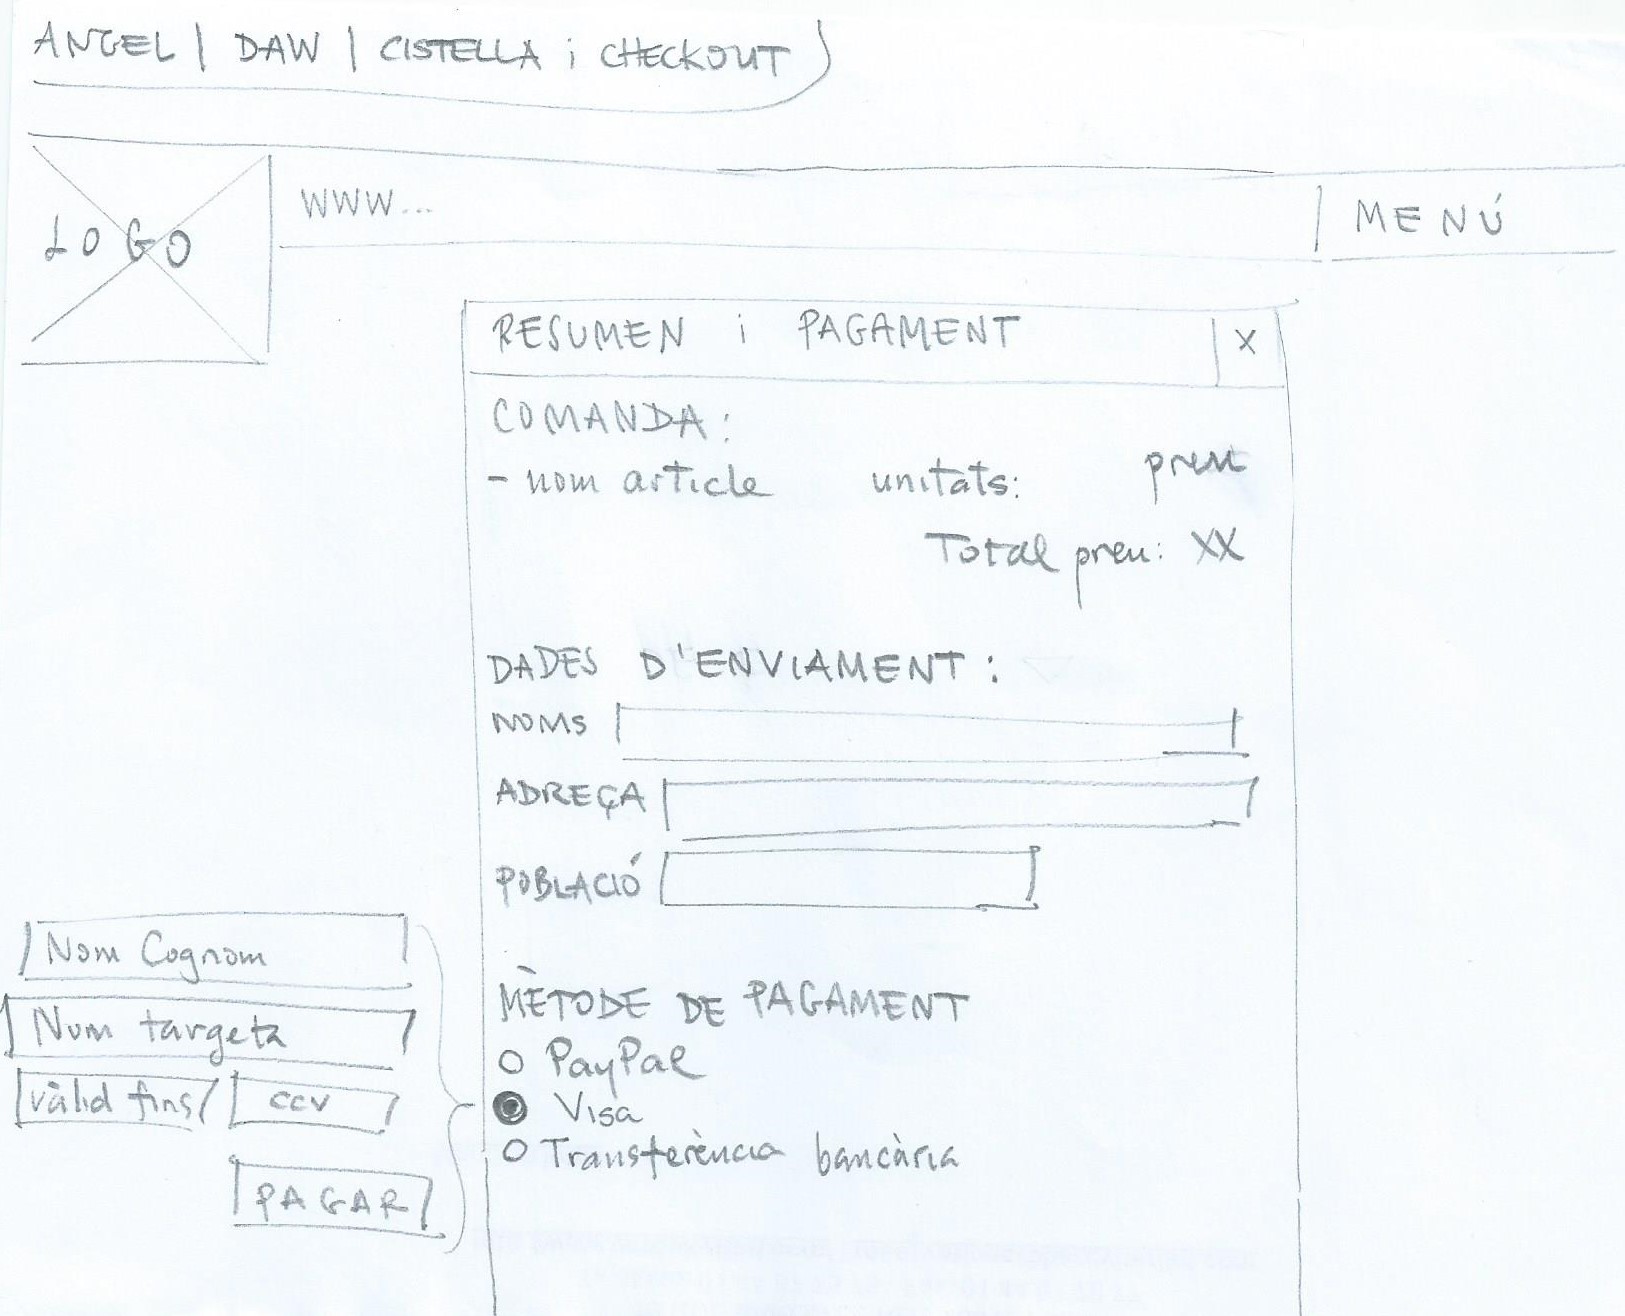 ANGEL | DAW | CISTELLA i CHECKOUT
LOGO
WWW...
MENÚ
RESUMEN i PAGAMENT X
COMANDA:
- nom article unitats: preu
Total preu: XX
DADES D'ENVIAMENT:
NOMS
ADREÇA
POBLACIÓ
MÈTODE DE PAGAMENT
PayPal
Visa
Transferència bancària
Nom Cognom
Num targeta
vàlid fins
ccv
PAGAR